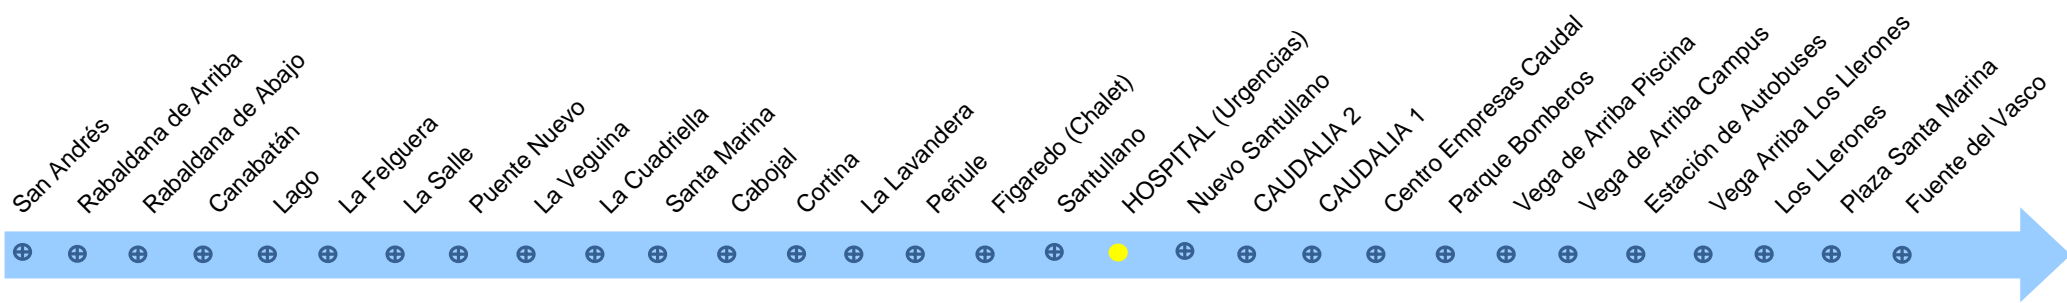 San Andrés
Rabaldana de Arriba
Rabaldana de Abajo
Canabatán
Lago
La Felguera
La Salle
Puente Nuevo
La Veguina
La Cuadriella
Santa Marina
Cabojal
Cortina
La Lavandera
Peñule
Figaredo (Chalet)
Santullano
HOSPITAL (Urgencias)
Nuevo Santullano
CAUDALIA 2
CAUDALIA 1
Centro Empresas Caudal
Parque Bomberos
Vega de Arriba Piscina
Vega de Arriba Campus
Estación de Autobuses
Vega Arriba Los Llerones
Los LLerones
Plaza Santa Marina
Fuente del Vasco